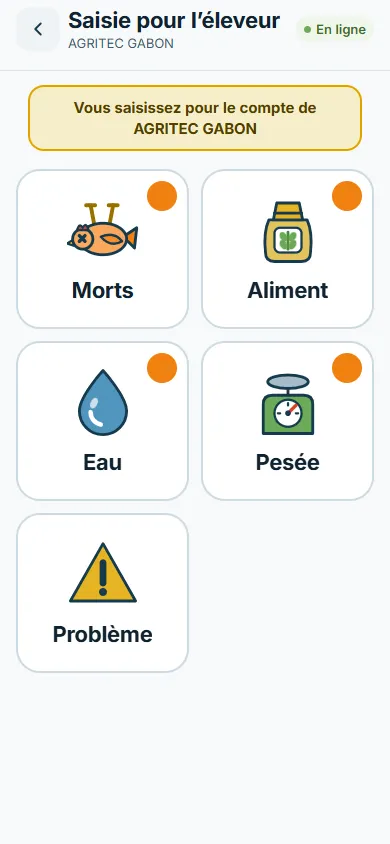 Saisie pour l’éleveur
AGRITEC GABON
En ligne
Vous saisissez pour le compte de
AGRITEC GABON
Morts
Aliment
Eau
Pesée
Problème